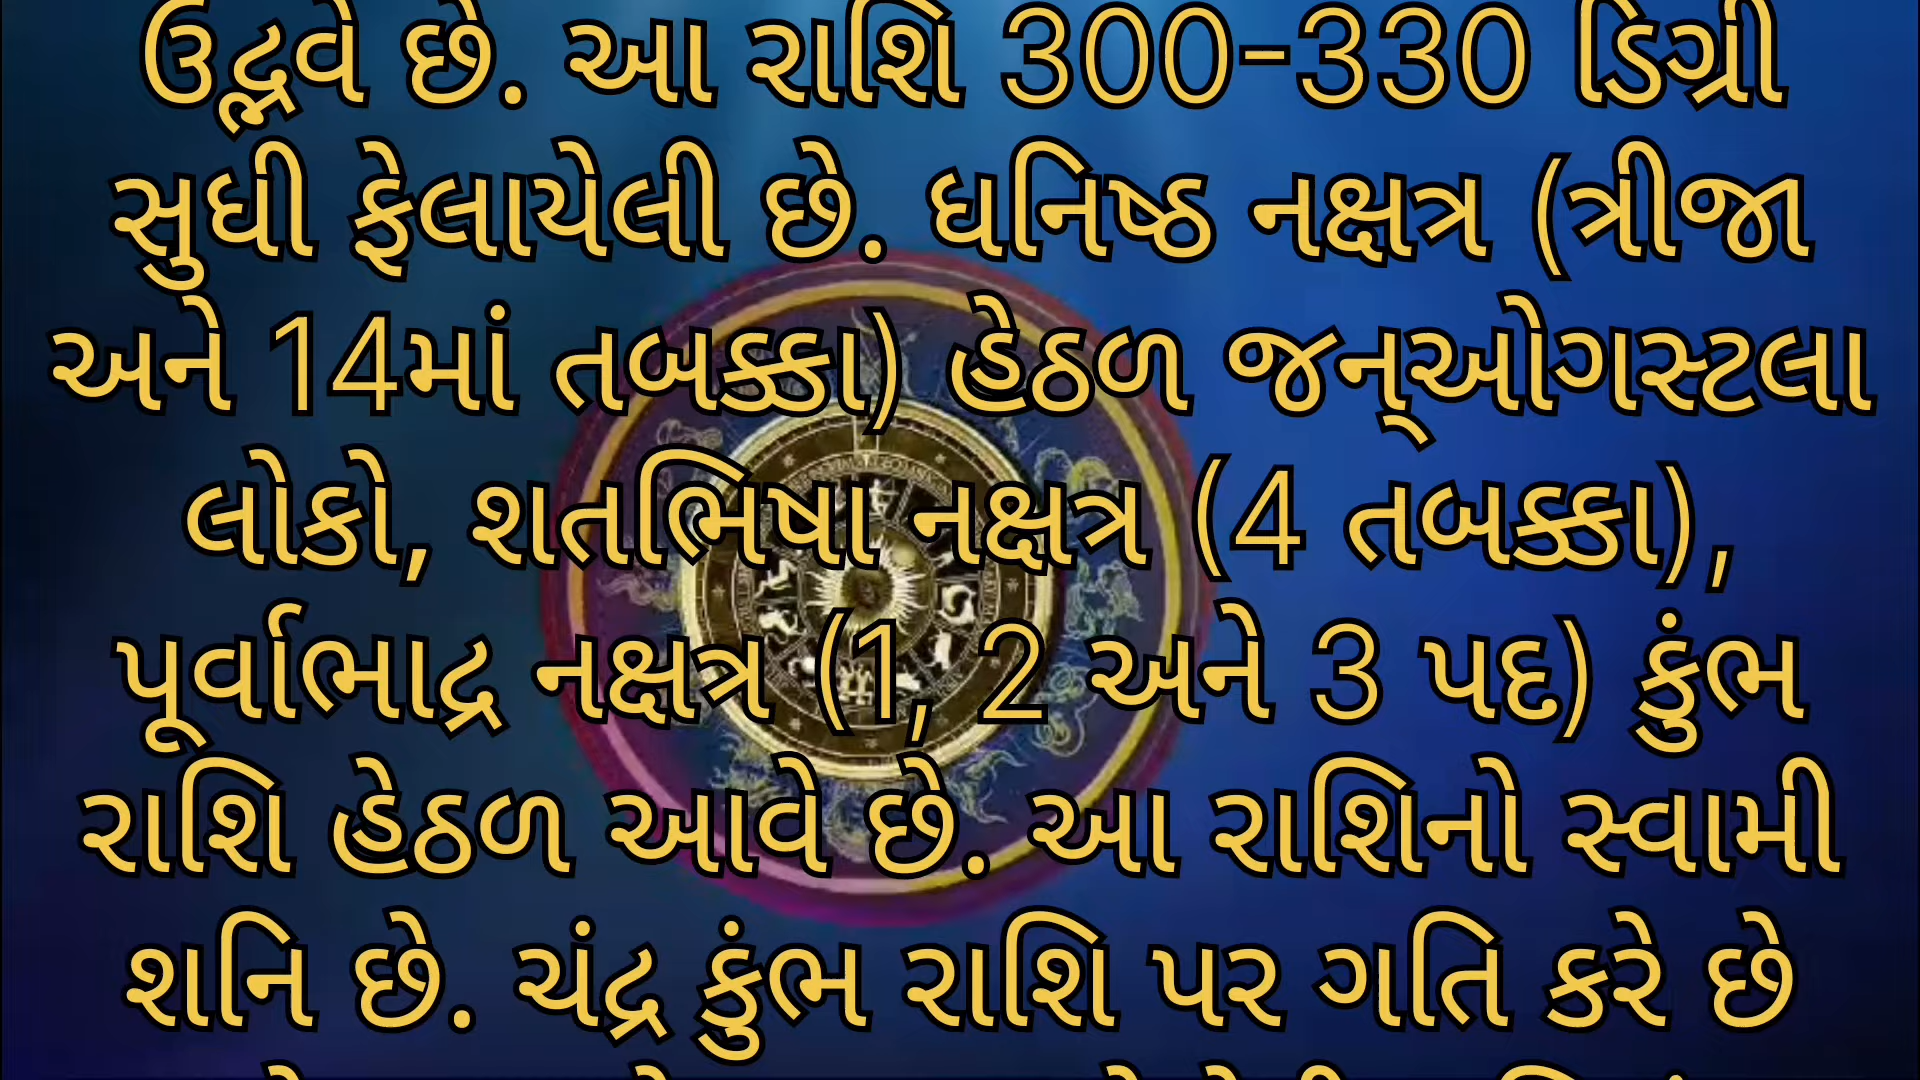 ઉદ્ભવે છે. આ રાશિ 300-330 ડિગ્રી
સુધી ફેલાયેલી છે. ધનિષ્ઠ નક્ષત્ર (ત્રીજા
અને 14માં તબક્કા) હેઠળ જન્ઓગસ્ટલા
લોકો, શતભિષા નક્ષત્ર (4 તબક્કા),
પૂર્વાભાદ્ર નક્ષત્ર (1, 2 અને 3 પદ) કુંભ
રાશિ હેઠળ આવે છે. આ રાશિનો સ્વામી
શનિ છે. ચંદ્ર કુંભ રાશિ પર ગતિ કરે છે